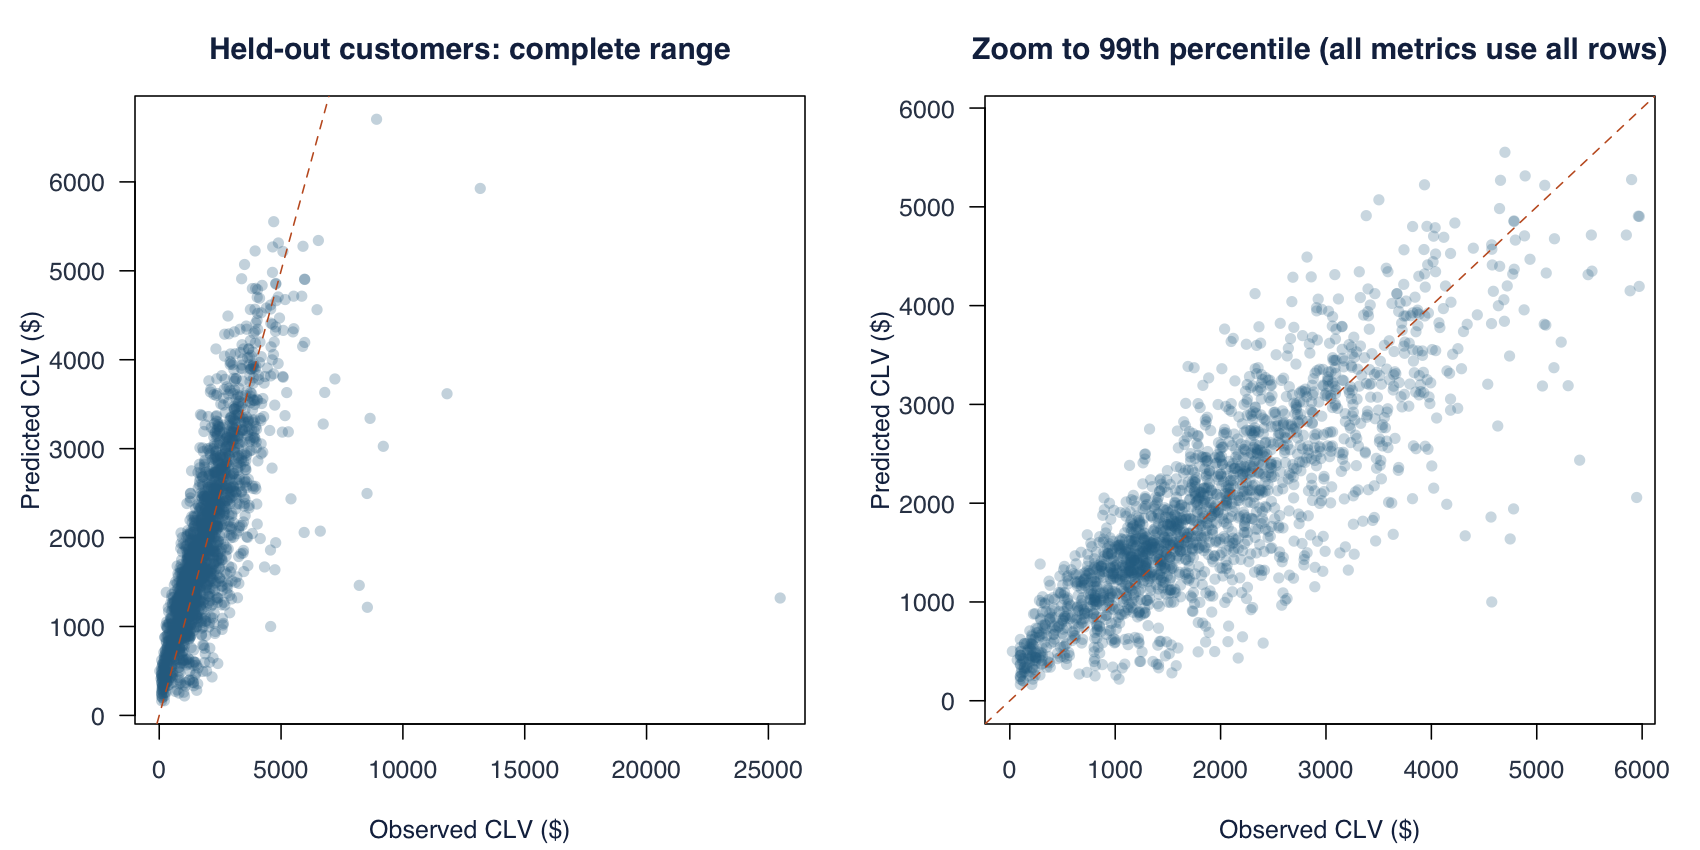 Held-out customers: complete range
Predicted CLV ($)
6000
5000
4000
3000
2000
1000
0
0 5000 10000 15000 20000 25000
Observed CLV ($)
Zoom to 99th percentile (all metrics use all rows)
Predicted CLV ($)
6000
5000
4000
3000
2000
1000
0
0 1000 2000 3000 4000 5000 6000
Observed CLV ($)